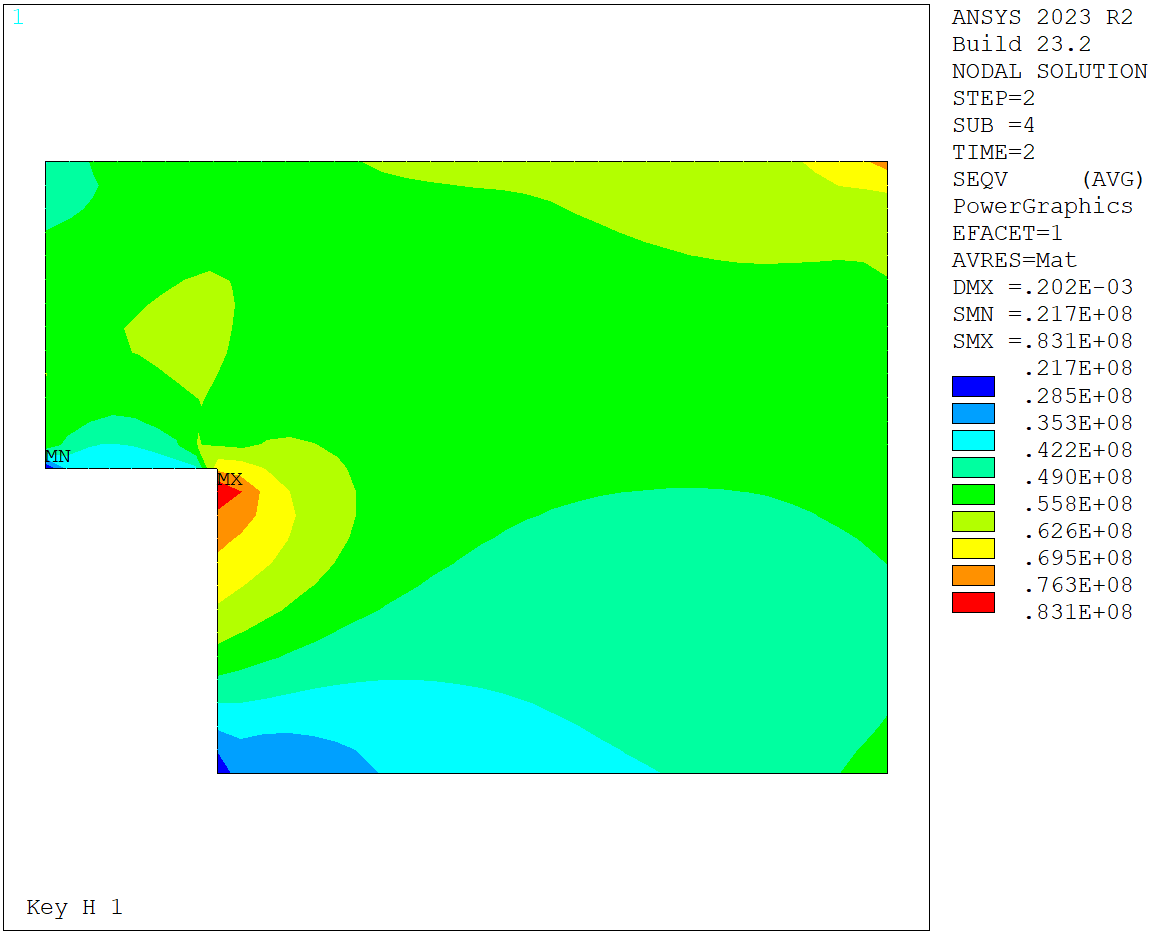 1
ANSYS 2023 R2
Build 23.2
NODAL SOLUTION
STEP=2
SUB =4
TIME=2
SEQV (AVG)
PowerGraphics
EFACET=1
AVRES=Mat
DMX =.202E-03
SMN =.217E+08
SMX =.831E+08
.217E+08
.285E+08
.353E+08
.422E+08
.490E+08
.558E+08
.626E+08
.695E+08
.763E+08
.831E+08
MN
MX
Key H 1